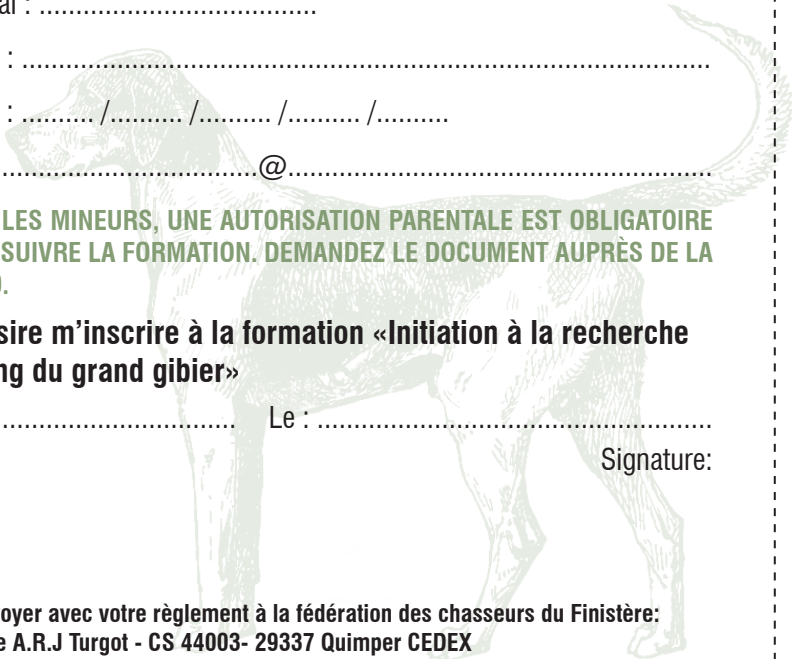 al : ......................................
: ...............................................................................................
: .......... /.......... /.......... /.......... /..........
....................................@...........................................................
LES MINEURS, UNE AUTORISATION PARENTALE EST OBLIGATOIRE
SUIVRE LA FORMATION. DEMANDEZ LE DOCUMENT AUPRÈS DE LA
sire m’inscrire à la formation «Initiation à la recherche
ng du grand gibier»
................................. Le : .......................................................
Signature:
oyer avec votre règlement à la fédération des chasseurs du Finistère:
e A.R.J Turgot - CS 44003- 29337 Quimper CEDEX